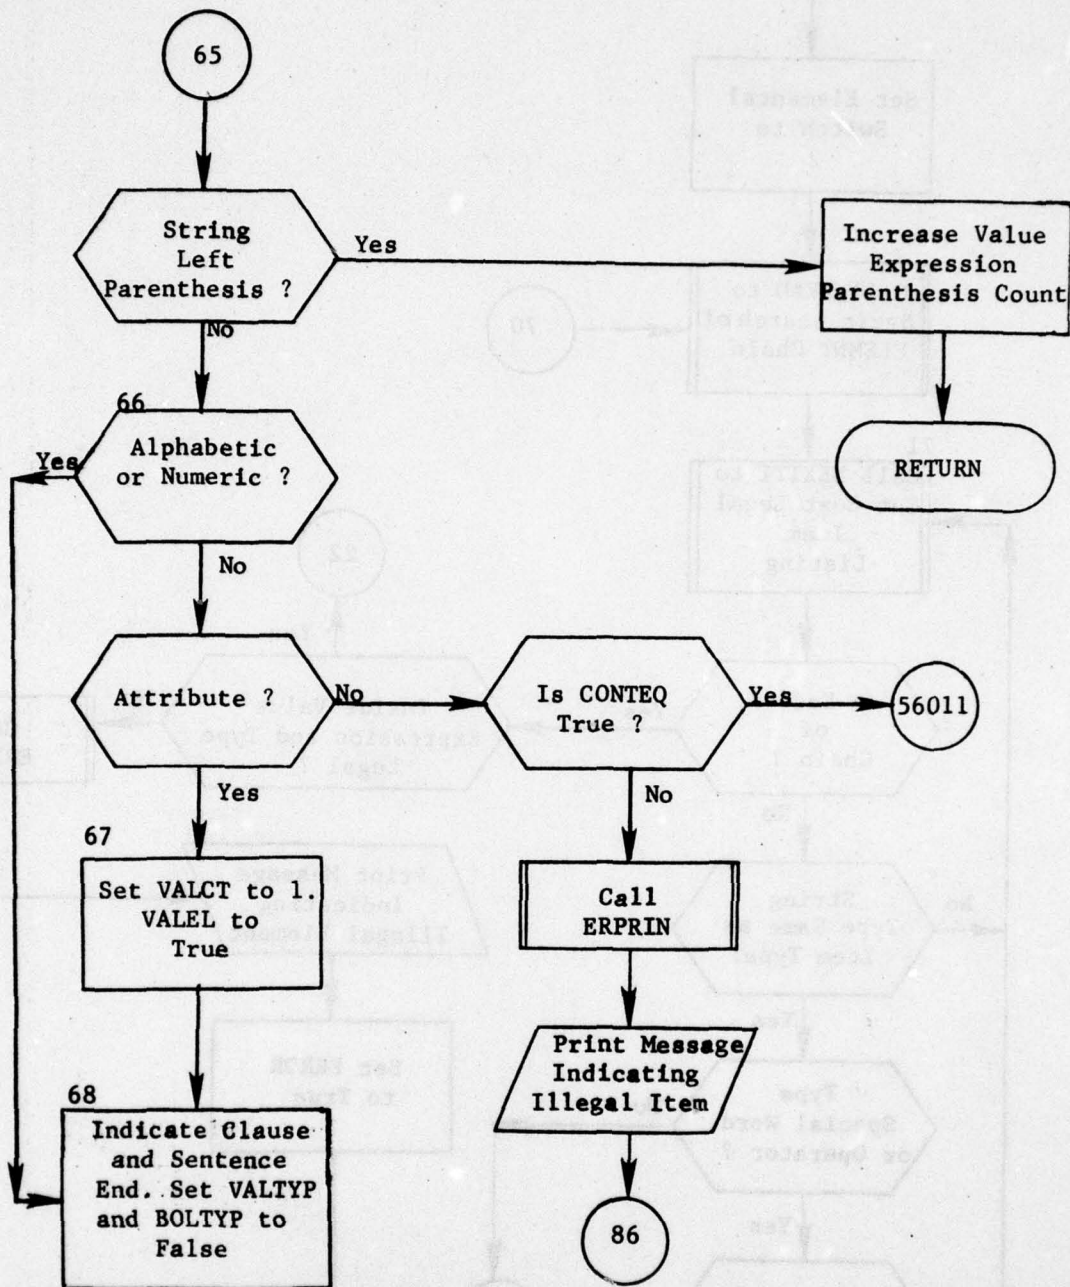 65
String
Left
Parenthesis ?
Yes
Increase Value
Expression
Parenthesis Count
No
RETURN
66
Alphabetic
or Numeric ?
Yes
No
Attribute ?
No
Is CONTEQ
True ?
Yes
56011
Yes
No
67
Set VALCT to 1.
VALEL to
True
Call
ERPRIN
Print Message
Indicating
Illegal Item
68
Indicate Clause
and Sentence
End. Set VALTYP
and BOLTYP to
False
86